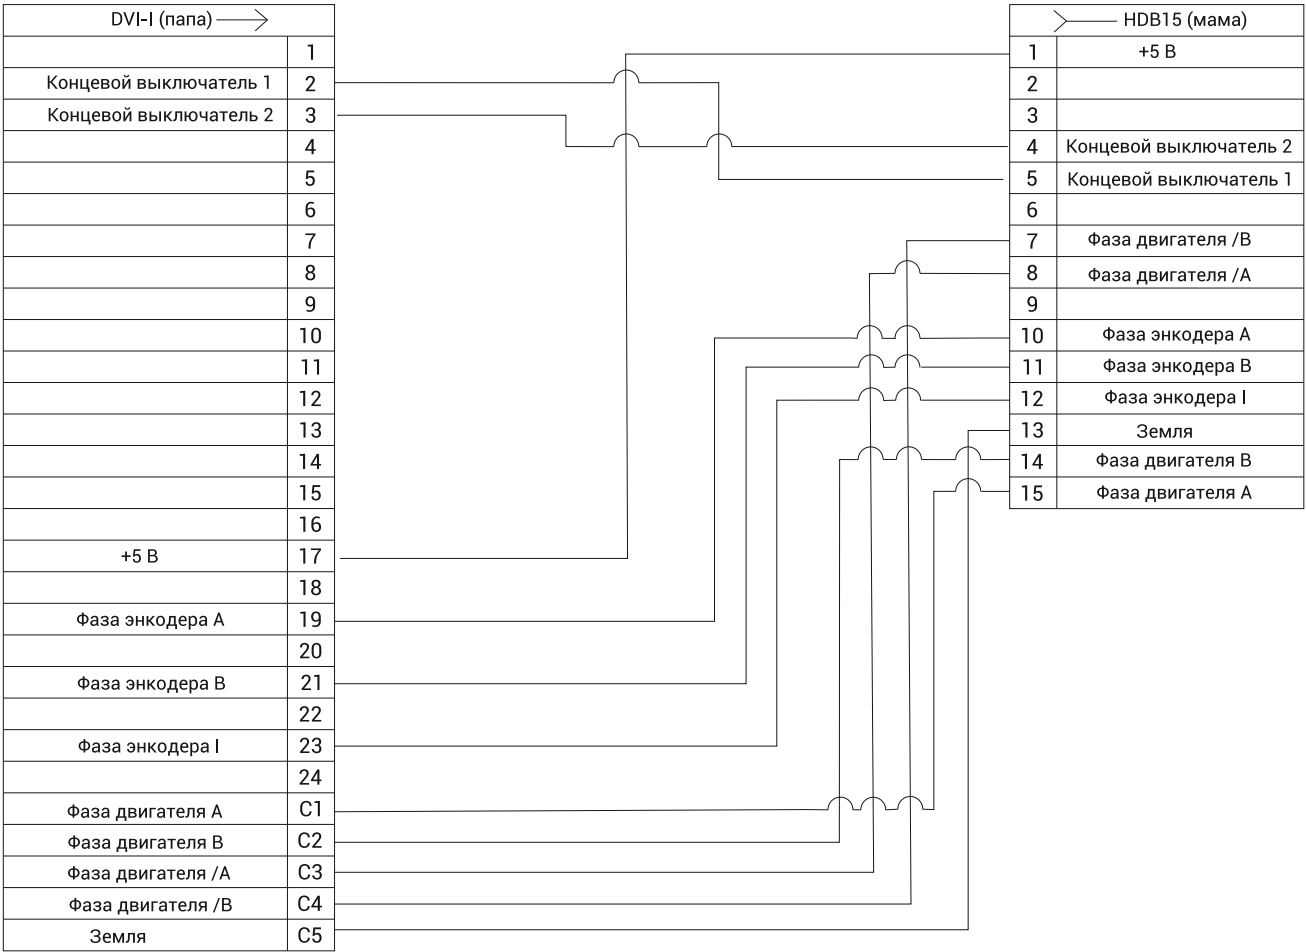 DVI-I (папа)
1
Концевой выключатель 1 2
Концевой выключатель 2 3
4
5
6
7
8
9
10
11
12
13
14
15
16
+5 В 17
18
Фаза энкодера А 19
20
Фаза энкодера В 21
22
Фаза энкодера I 23
24
Фаза двигателя А C1
Фаза двигателя В C2
Фаза двигателя /А C3
Фаза двигателя /В C4
Земля C5
HDB15 (мама)
1 +5 В
2
3
4 Концевой выключатель 2
5 Концевой выключатель 1
6
7 Фаза двигателя /В
8 Фаза двигателя /А
9
10 Фаза энкодера А
11 Фаза энкодера В
12 Фаза энкодера I
13 Земля
14 Фаза двигателя В
15 Фаза двигателя А